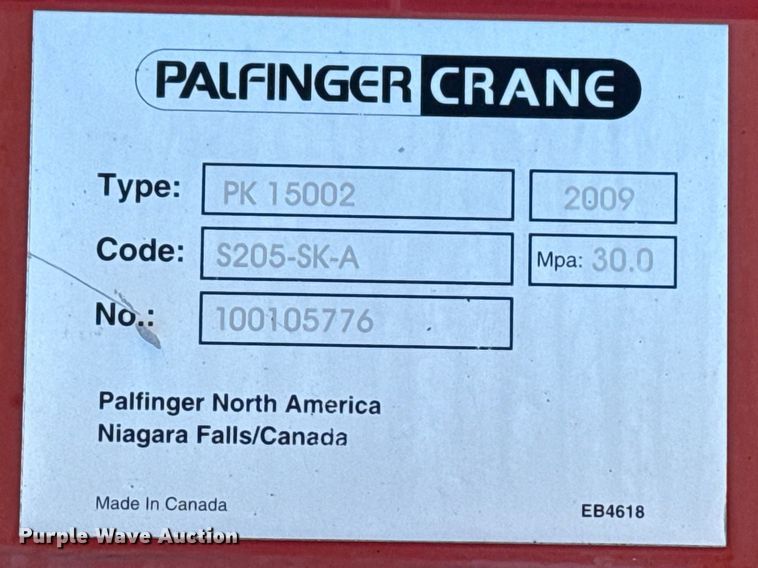 PALFINGER CRANE
Type: PK 15002 2009
Code: S205-SK-A Mpa: 30.0
No.: 100105776
Palfinger North America
Niagara Falls/Canada
Made In Canada EB4618
Purple Wave Auction